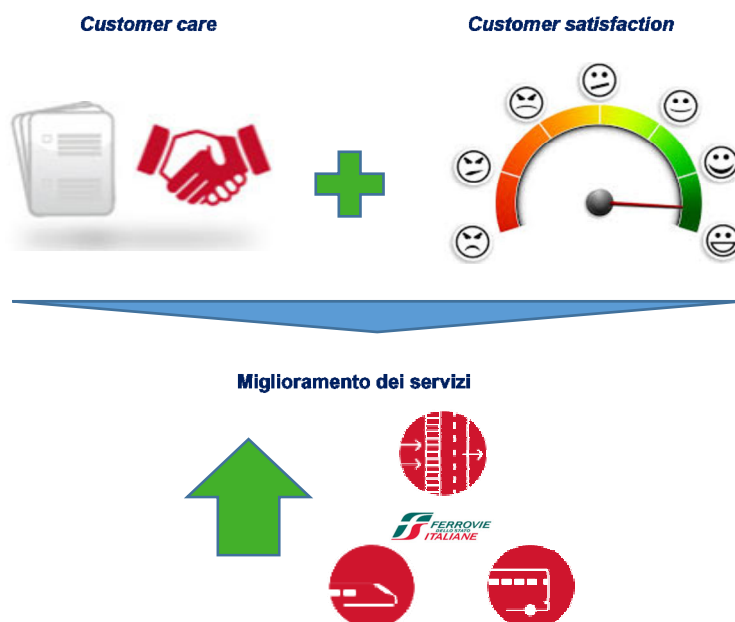 Customer care
Customer satisfaction
Miglioramento dei servizi
FERROVIE
DELLO STATO
ITALIANE